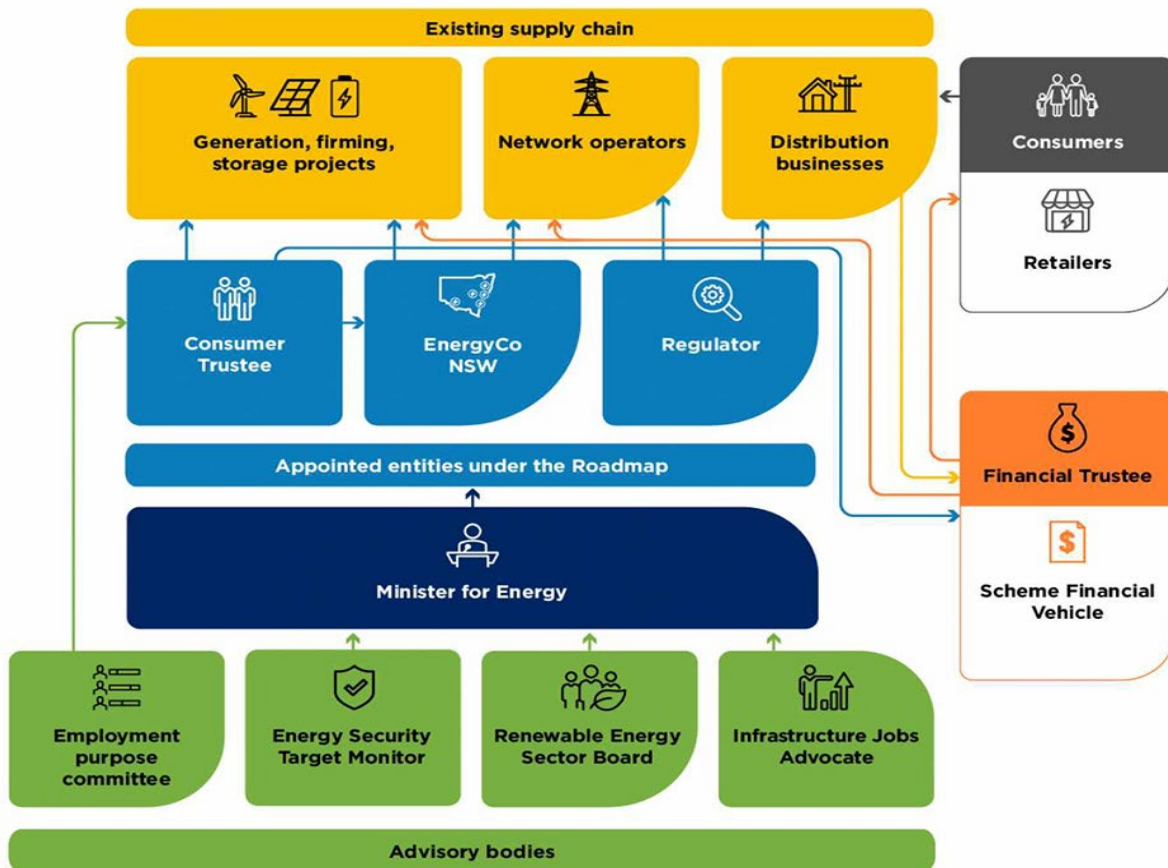 Existing supply chain
Generation, firming,
storage projects
Network operators
Distribution
businesses
Consumers
Retailers
Consumer
Trustee
EnergyCo
NSW
Regulator
Appointed entities under the Roadmap
$
Financial Trustee
Minister for Energy
$
Scheme Financial
Vehicle
Employment
purpose
committee
Energy Security
Target Monitor
Renewable Energy
Sector Board
Infrastructure Jobs
Advocate
Advisory bodies